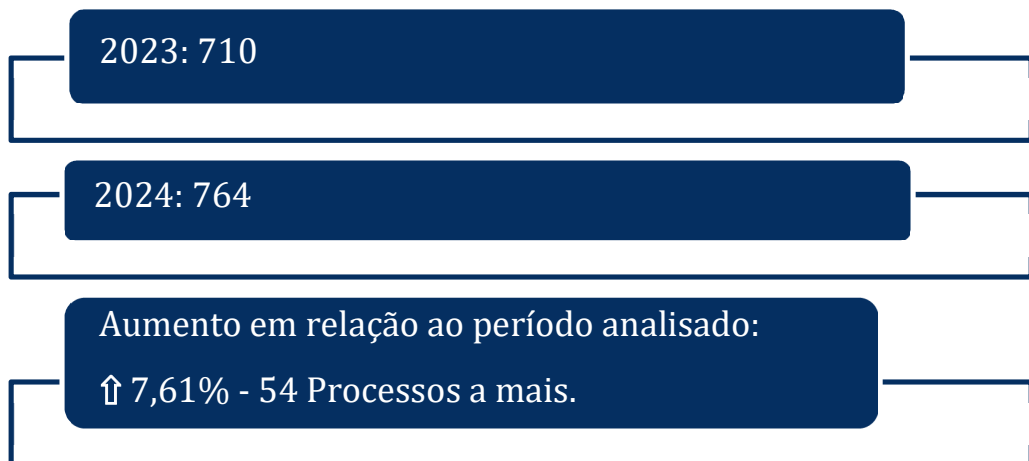 2023: 710
2024: 764
Aumento em relação ao período analisado:
⇧ 7,61% - 54 Processos a mais.